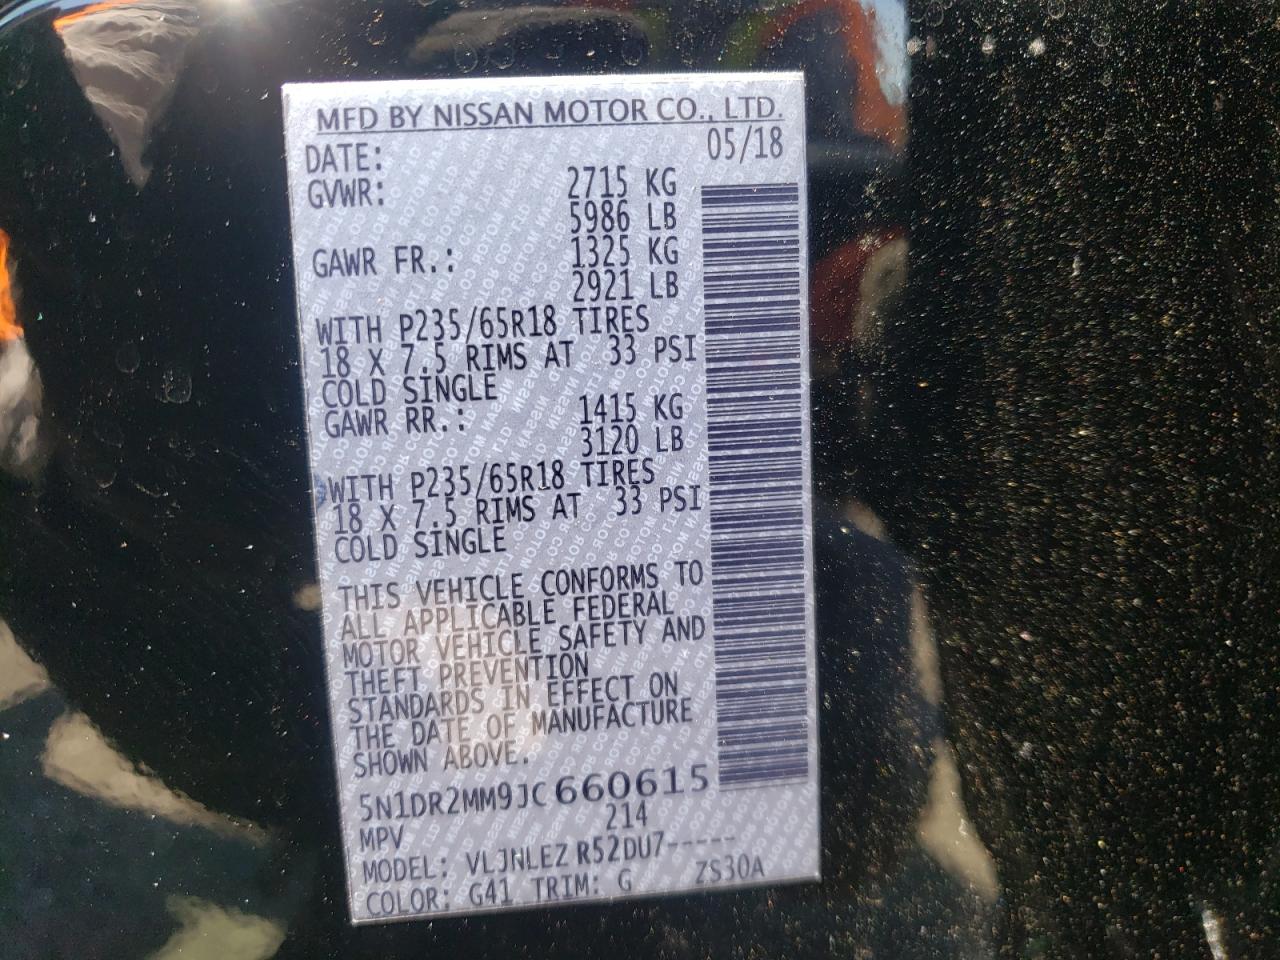 MFD BY NISSAN MOTOR CO., LTD.
DATE: 05/18
GVWR: 2715 KG
5986 LB
GAWR FR.: 1325 KG
2921 LB
WITH P235/65R18 TIRES
18 X 7.5 RIMS AT 33 PSI
COLD SINGLE
GAWR RR.: 1415 KG
3120 LB
WITH P235/65R18 TIRES
18 X 7.5 RIMS AT 33 PSI
COLD SINGLE
THIS VEHICLE CONFORMS TO
ALL APPLICABLE FEDERAL
MOTOR VEHICLE SAFETY AND
THEFT PREVENTION
STANDARDS IN EFFECT ON
THE DATE OF MANUFACTURE
SHOWN ABOVE.
5N1DR2MM9JC660615
MPV 214
MODEL: VLJNLEZ R52DU7-----
COLOR: G41 TRIM: G ZS30A